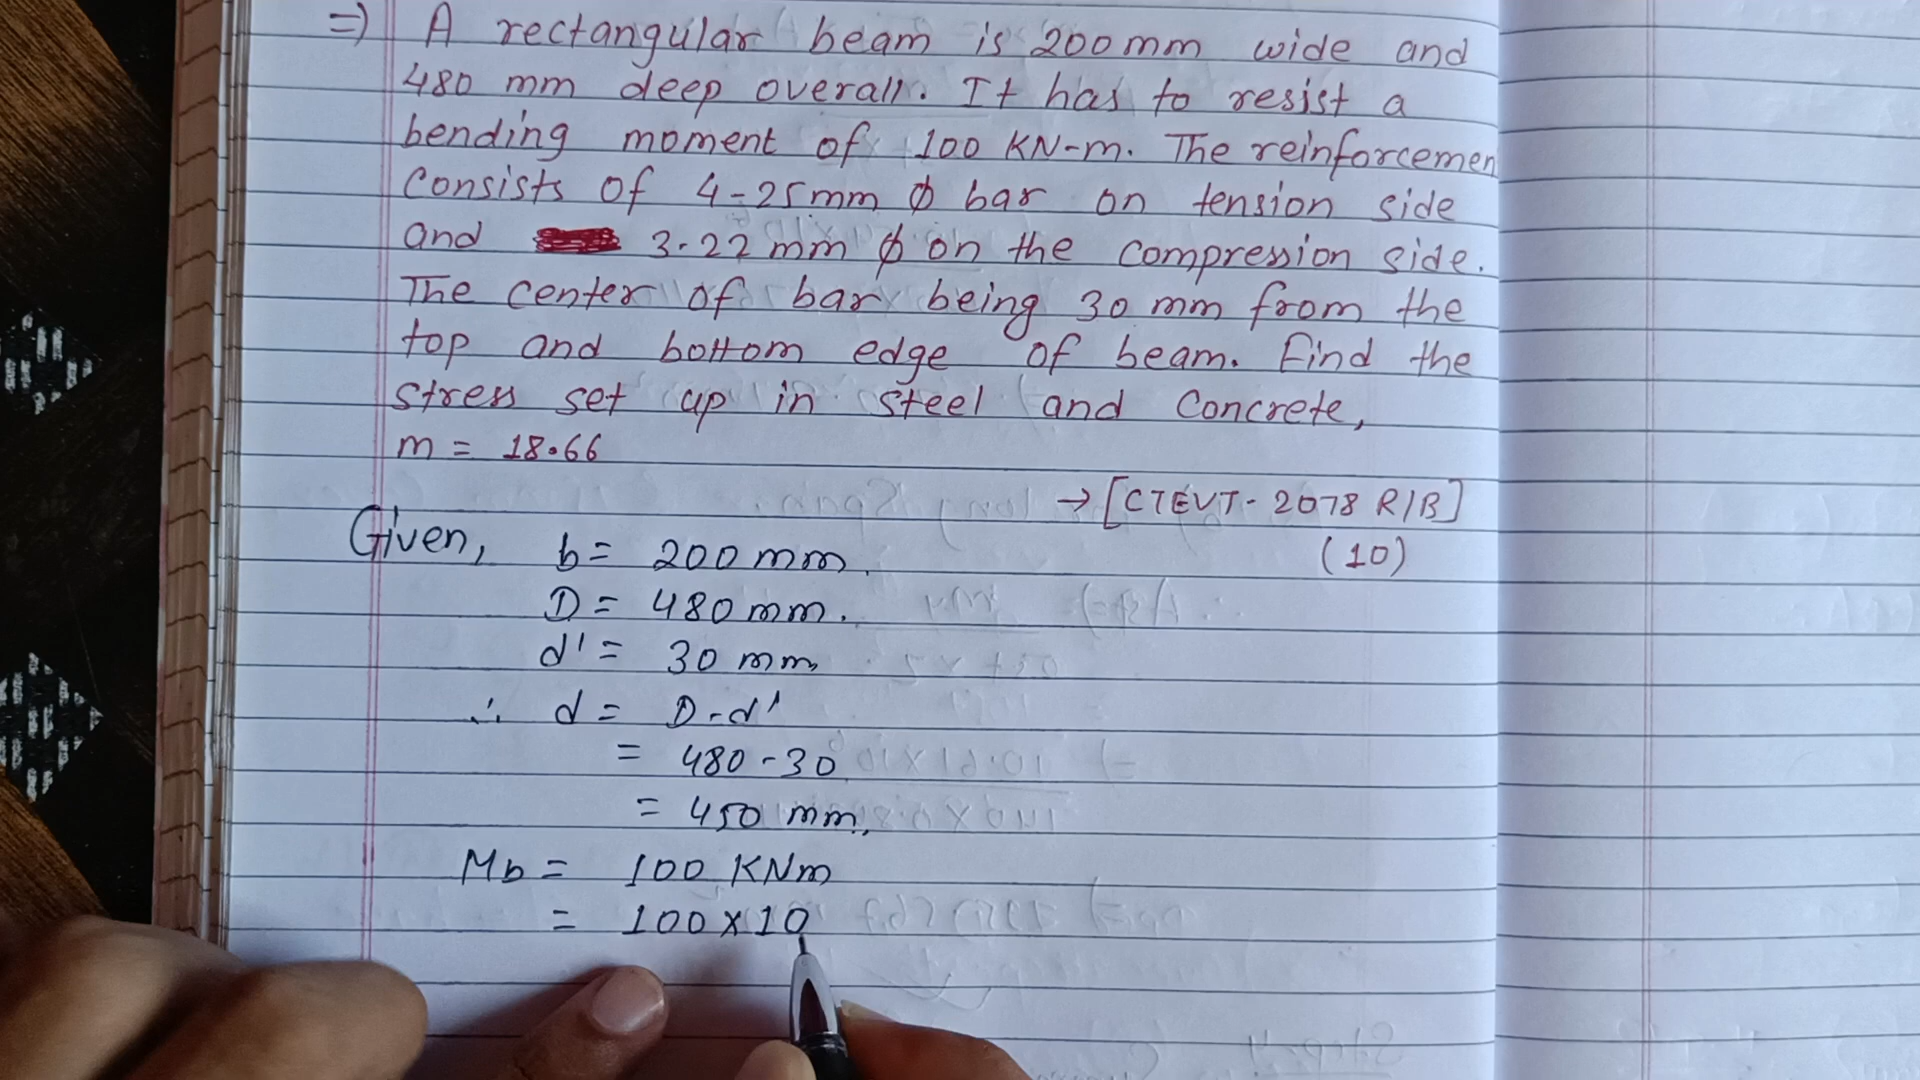 =) A rectangular beam is 200mm wide and
480 mm deep overall. It has to resist a
bending moment of 100 KN-m. The reinforcemen
consists of 4-25mm ϕ bar on tension side
and 3-22mm ϕ on the compression side.
The center of bar being 30 mm from the
top and bottom edge of beam. Find the
stress set up in steel and concrete,
m = 18.66
→ [CTEVT- 2078 R/B]
(10)
Given, b = 200 mm.
D = 480 mm.
d' = 30 mm
∴ d = D-d'
= 480-30
= 450 mm.
Mb = 100 KNm
= 100 x 10